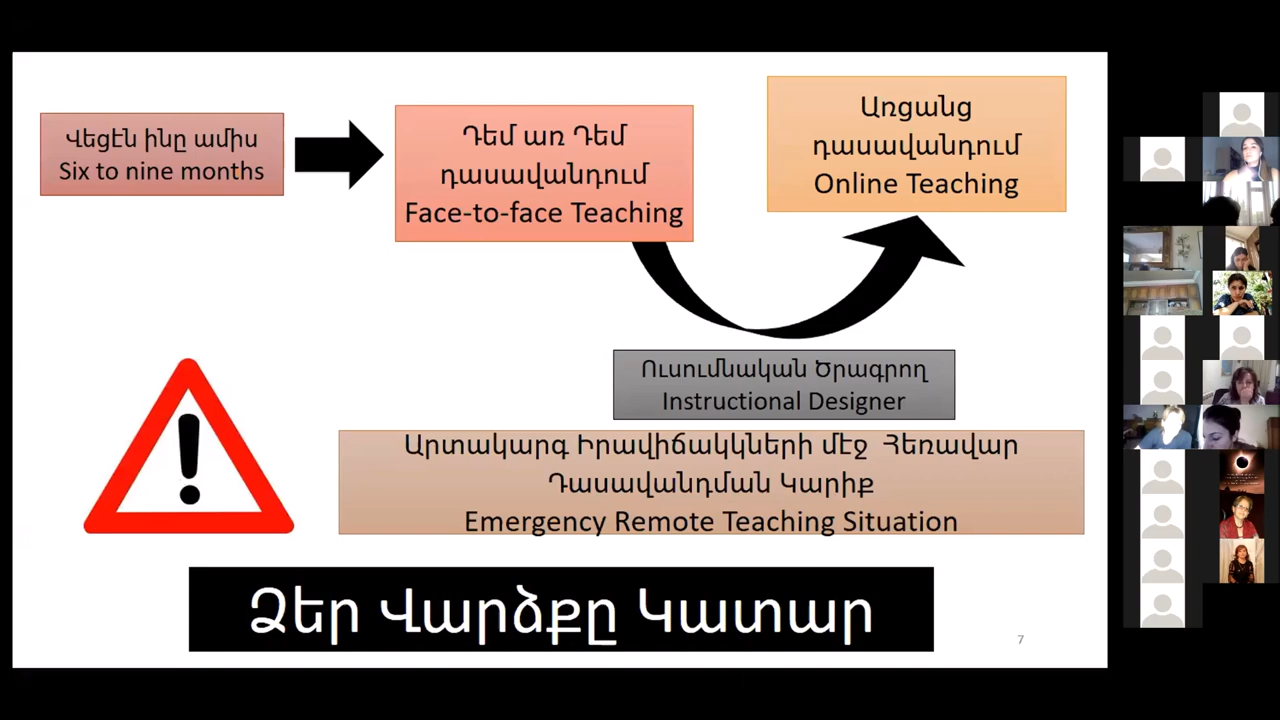 Վեցէն ինը ամիս
Six to nine months
Դեմ առ Դեմ
դասավանդում
Face-to-face Teaching
Առցանց
դասավանդում
Online Teaching
Ուսումնական Ծրագրող
Instructional Designer
Արտակարգ Իրավիճակկների մէջ Հեռավար
Դասավանդման Կարիք
Emergency Remote Teaching Situation
Ձեր Վարձքը Կատար
7